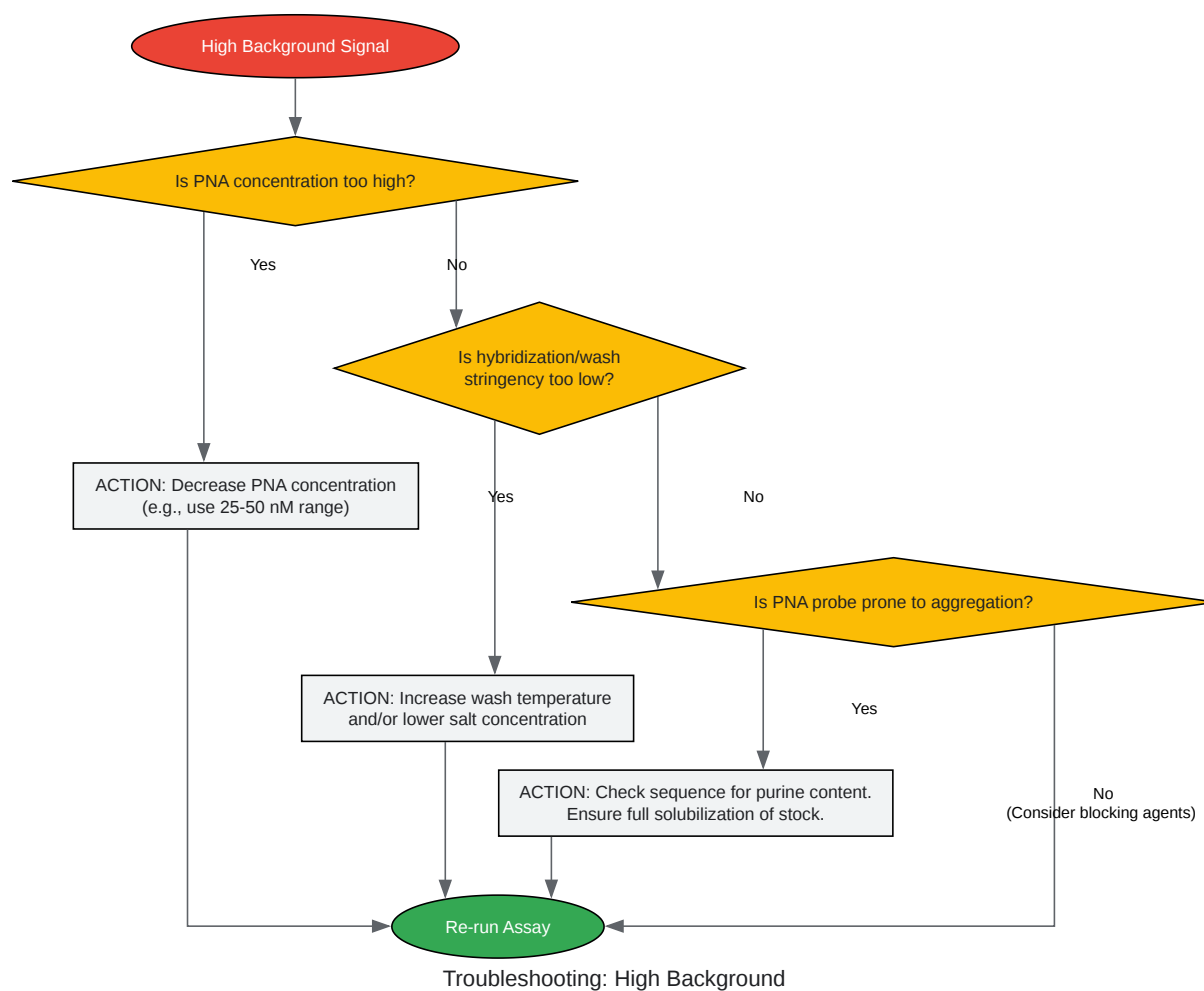 High Background Signal
Is PNA concentration too high?
Yes
No
Is hybridization/wash
stringency too low?
ACTION: Decrease PNA concentration
(e.g., use 25-50 nM range)
Yes
No
Is PNA probe prone to aggregation?
ACTION: Increase wash temperature
and/or lower salt concentration
Yes
ACTION: Check sequence for purine content.
Ensure full solubilization of stock.
No
(Consider blocking agents)
Re-run Assay
Troubleshooting: High Background